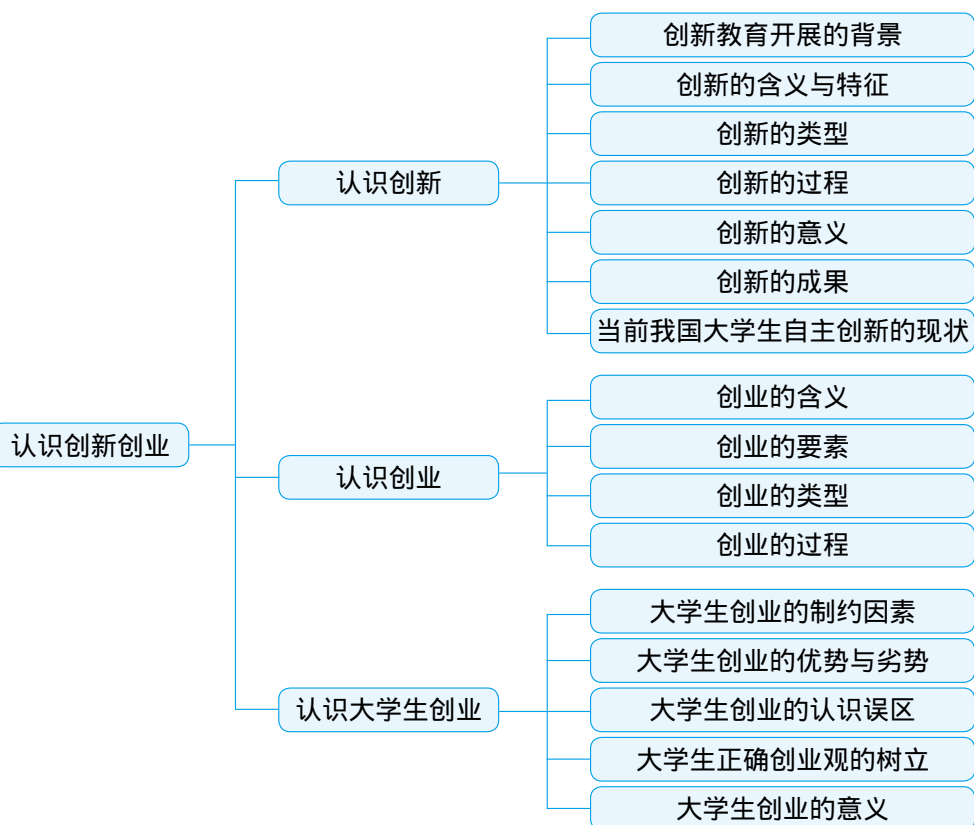 认识创新创业
认识创新
创新教育开展的背景
创新的含义与特征
创新的类型
创新的过程
创新的意义
创新的成果
当前我国大学生自主创新的现状
认识创业
创业的含义
创业的要素
创业的类型
创业的过程
认识大学生创业
大学生创业的制约因素
大学生创业的优势与劣势
大学生创业的认识误区
大学生正确创业观的树立
大学生创业的意义